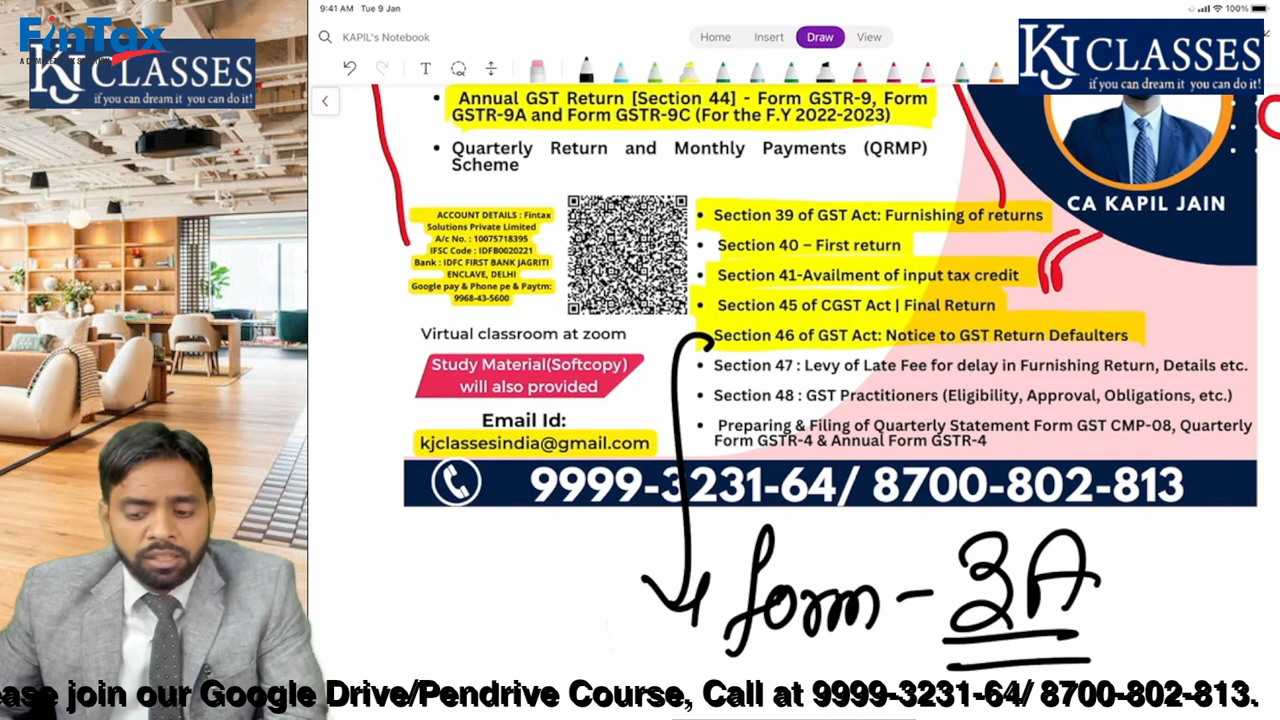 9:41 AM Tue 9 Jan
100%
FinTax
KJ CLASSES
if you can dream it you can do it!
KAPIL's Notebook
Home Insert Draw View
KJ CLASSES
if you can dream it you can do it!
• Annual GST Return [Section 44] - Form GSTR-9, Form
GSTR-9A and Form GSTR-9C (For the F.Y 2022-2023)
• Quarterly Return and Monthly Payments (QRMP)
Scheme
CA KAPIL JAIN
ACCOUNT DETAILS : Fintax
Solutions Private Limited
A/c No. : 10075718395
IFSC Code : IDFB0020221
Bank : IDFC FIRST BANK JAGRITI
ENCLAVE, DELHI
Google pay & Phone pe & Paytm:
9968-43-5600
Virtual classroom at zoom
Study Material(Softcopy)
will also provided
Email Id:
kjclassesindia@gmail.com
• Section 39 of GST Act: Furnishing of returns
• Section 40 – First return
• Section 41-Availment of input tax credit
• Section 45 of CGST Act | Final Return
Section 46 of GST Act: Notice to GST Return Defaulters
• Section 47 : Levy of Late Fee for delay in Furnishing Return, Details etc.
• Section 48 : GST Practitioners (Eligibility, Approval, Obligations, etc.)
• Preparing & Filing of Quarterly Statement Form GST CMP-08, Quarterly
Form GSTR-4 & Annual Form GSTR-4
9999-3231-64/ 8700-802-813
form - 3A
ease join our Google Drive/Pendrive Course, Call at 9999-3231-64/ 8700-802-813.